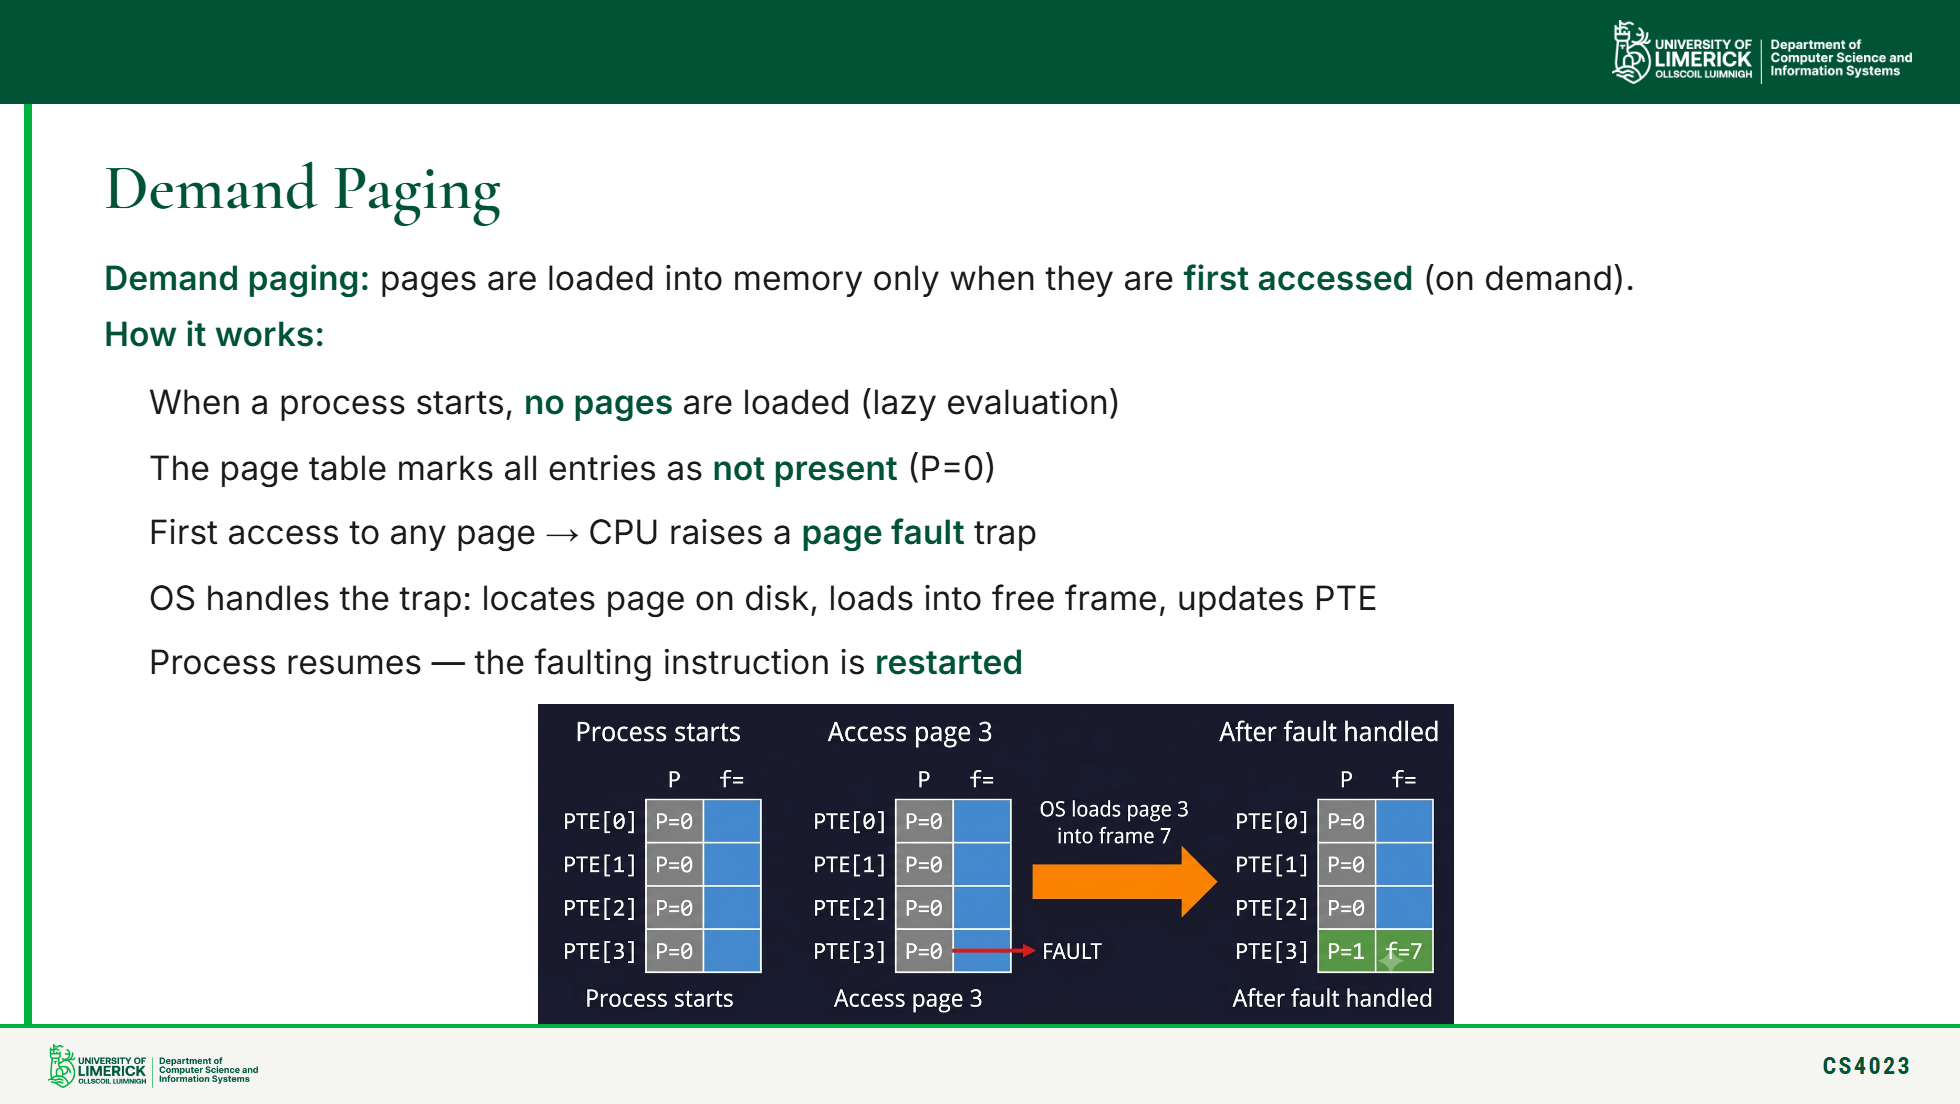 UNIVERSITY OF
LIMERICK
OLLSCOIL LUIMNIGH
Department of
Computer Science and
Information Systems
Demand Paging
Demand paging: pages are loaded into memory only when they are first accessed (on demand).
How it works:
When a process starts, no pages are loaded (lazy evaluation)
The page table marks all entries as not present (P=0)
First access to any page → CPU raises a page fault trap
OS handles the trap: locates page on disk, loads into free frame, updates PTE
Process resumes — the faulting instruction is restarted
Process starts
P f=
PTE[0] P=0
PTE[1] P=0
PTE[2] P=0
PTE[3] P=0
Process starts
Access page 3
P f=
PTE[0] P=0
PTE[1] P=0
PTE[2] P=0
PTE[3] P=0
FAULT
Access page 3
OS loads page 3
into frame 7
After fault handled
P f=
PTE[0] P=0
PTE[1] P=0
PTE[2] P=0
PTE[3] P=1 f=7
After fault handled
UNIVERSITY OF
LIMERICK
OLLSCOIL LUIMNIGH
Department of
Computer Science and
Information Systems
CS4023